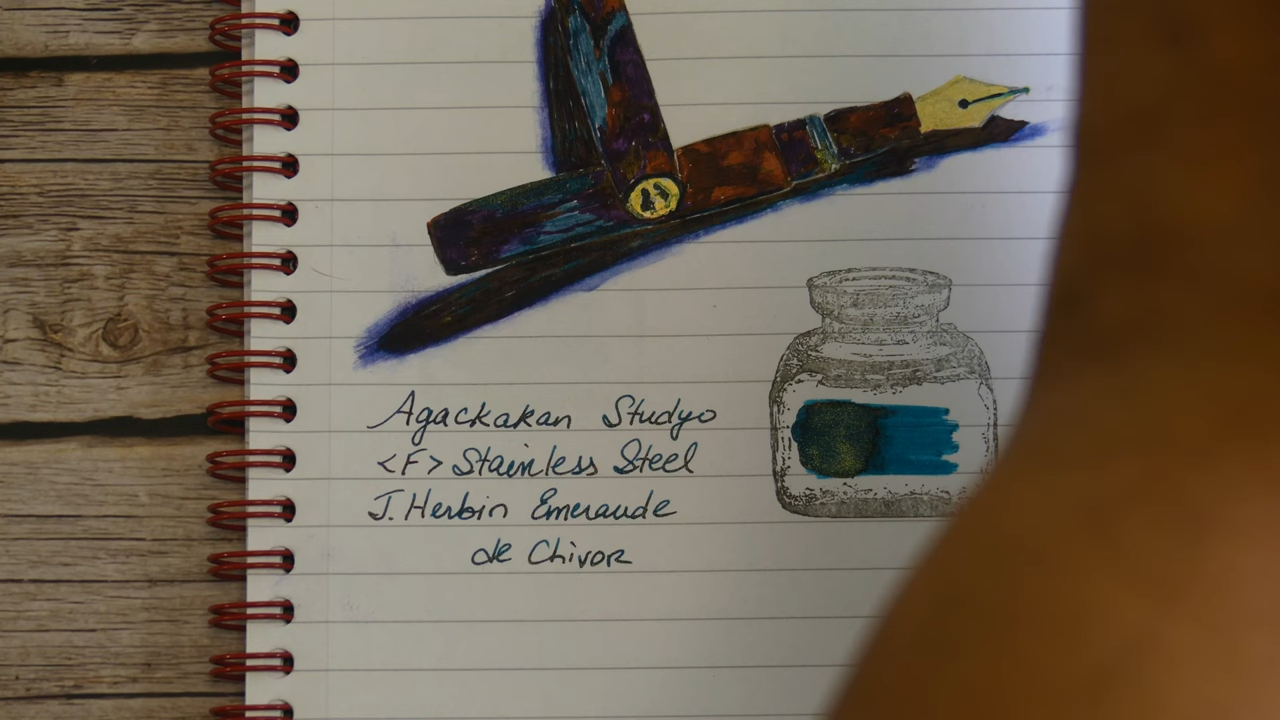 Agackakan Studyo
<F> Stainless Steel
J. Herbin Emeraude
de Chivor